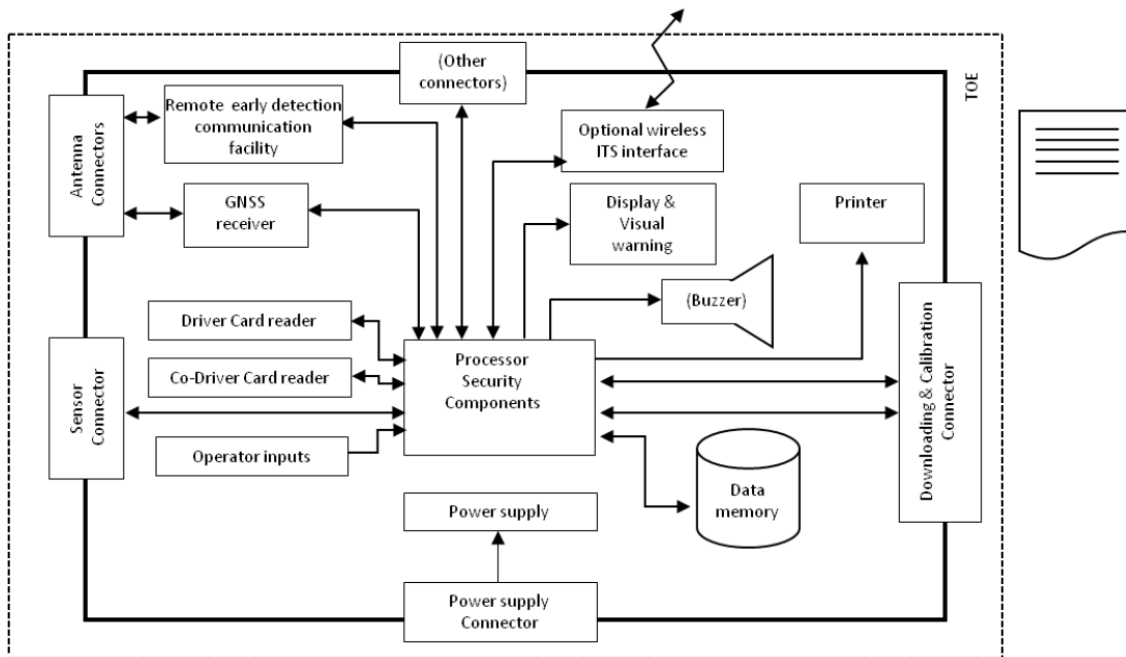 (Other
connectors)
TOE
Remote early detection
communication
facility
Optional wireless
ITS interface
Antenna
Connectors
GNSS
receiver
Display &
Visual
warning
Printer
(Buzzer)
Driver Card reader
Processor
Security
Components
Co-Driver Card reader
Sensor
Connector
Downloading & Calibration
Connector
Operator inputs
Data
memory
Power supply
Power supply
Connector